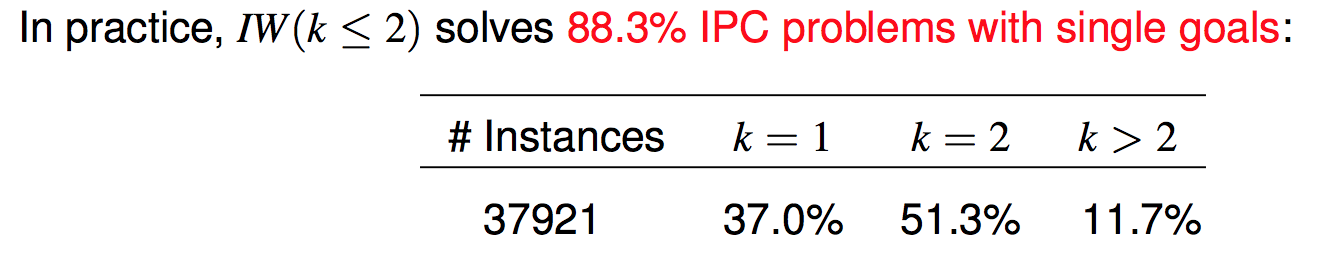 In practice, IW(k ≤ 2) solves 88.3% IPC problems with single goals:
# Instances k = 1 k = 2 k > 2
37921 37.0% 51.3% 11.7%